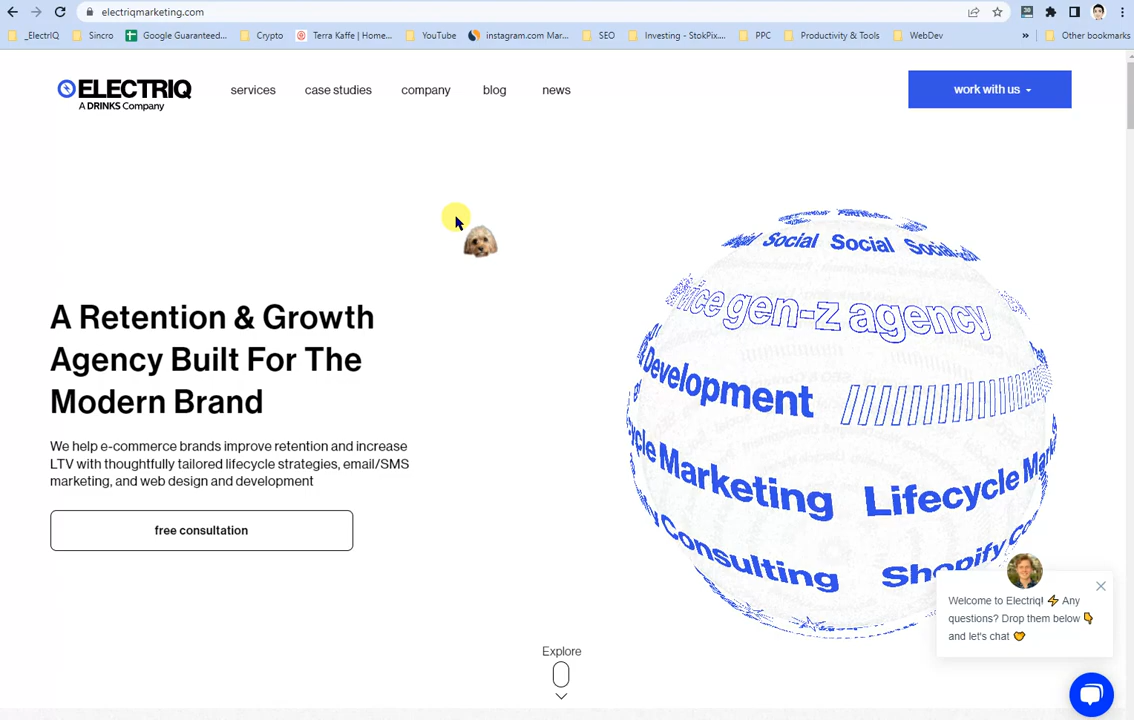 electriqmarketing.com
_ElectrIQ
Sincro
Google Guaranteed...
Crypto
Terra Kaffe | Home...
YouTube
instagram.com Mar...
SEO
Investing - StokPix....
PPC
Productivity & Tools
WebDev
»
Other bookmarks
ELECTRIQ
A DRINKS Company
services
case studies
company
blog
news
work with us
Social Social Social
gen-z agency
Development
Lifecycle Marketing
Consulting
A Retention & Growth
Agency Built For The
Modern Brand
We help e-commerce brands improve retention and increase
LTV with thoughtfully tailored lifecycle strategies, email/SMS
marketing, and web design and development
free consultation
Explore
Welcome to Electriq! ⚡ Any
questions? Drop them below 👇
and let's chat 🧡